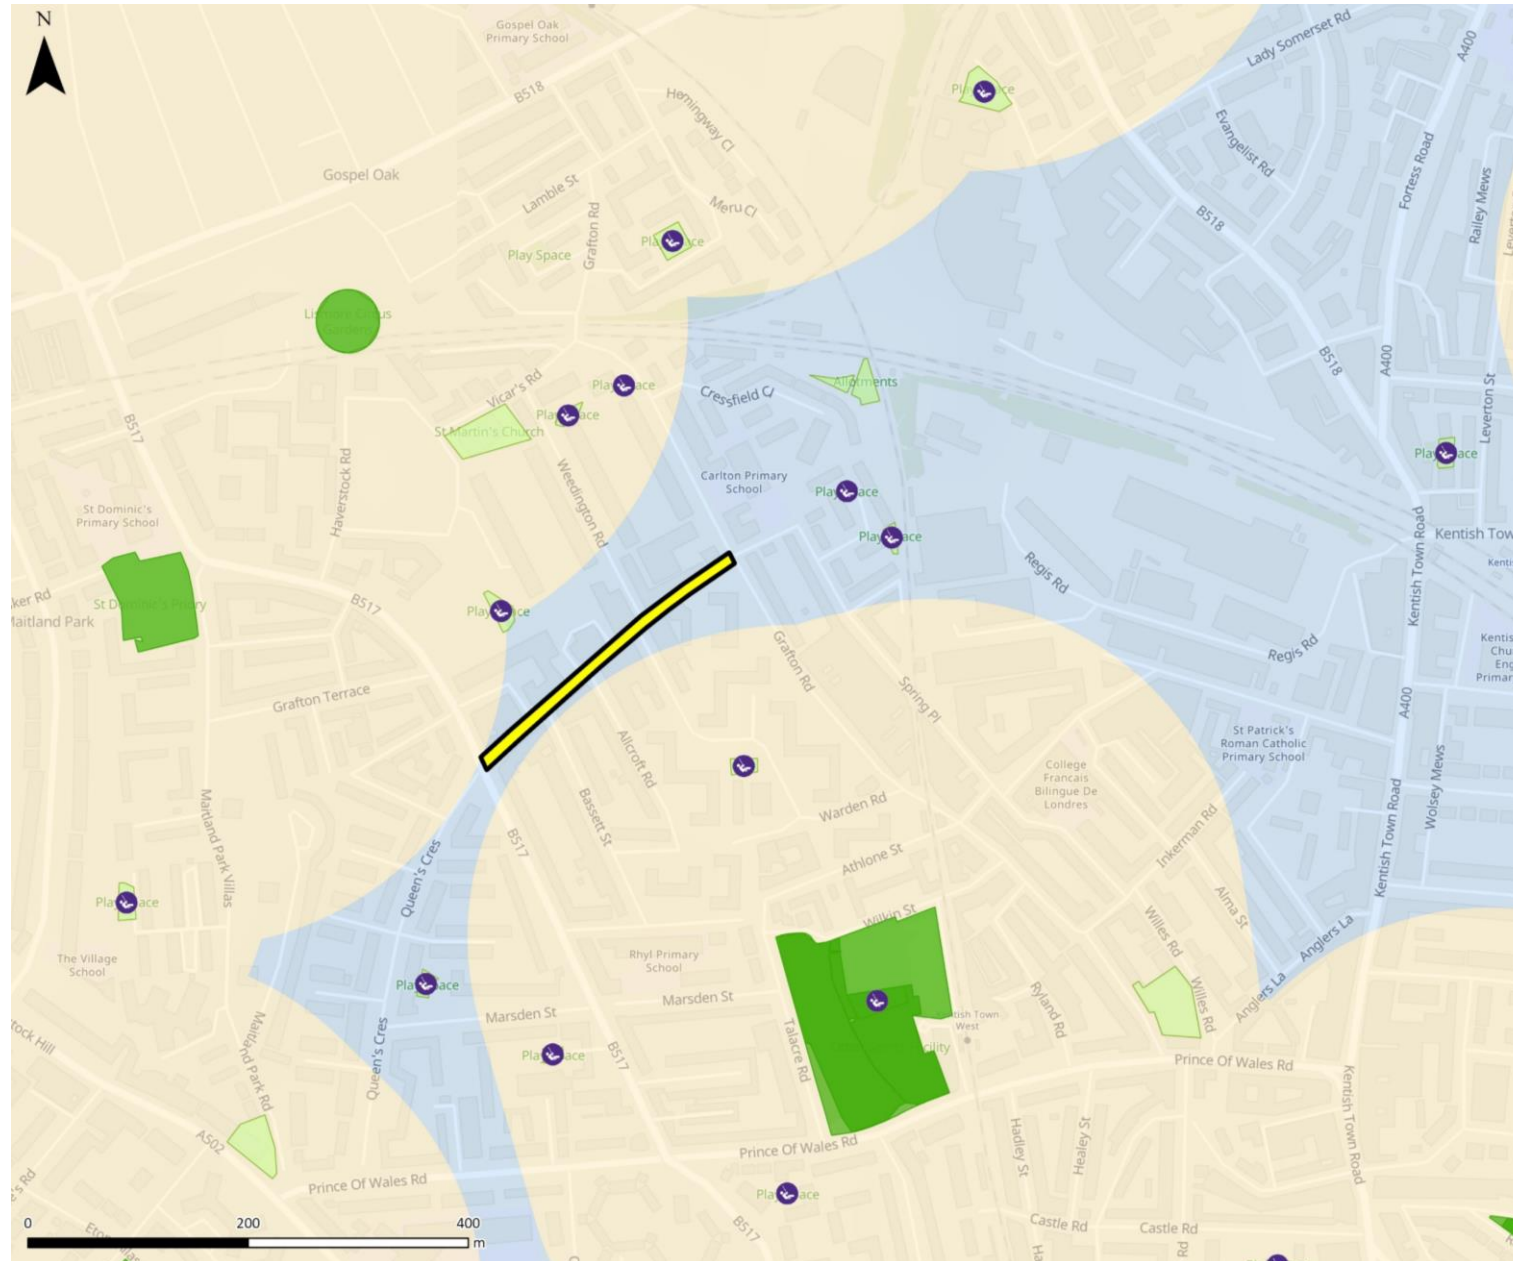 N
Gospel Oak
Primary School
B518
Hemingway Cl
Lady Somerset Rd
A400
Evangelist Rd
Gospel Oak
Lamble St
Grafton Rd
Meru Cl
Play Space
B518
Fortess Road
Railey Mews
Vicar's Rd
Cressfield Cl
Allotments
B518
A400
Leverton St
St Martin's Church
B517
Haverstock Rd
Weedington Rd
Carlton Primary
School
St Dominic's
Primary School
Regis Rd
Kentish Town Road
St Dominic's Priory
B517
Grafton Terrace
Grafton Rd
Spring Pl
Regis Rd
A400
Allcroft Rd
St Patrick's
Roman Catholic
Primary School
College
Francais
Bilingue De
Londres
Bassett St
Warden Rd
Maitland Park Villas
B517
Queen's Cres
Athlone St
Inkerman Rd
Kentish Town Road
Wolsey Mews
The Village
School
Wilkin St
Willes Rd
Alma St
Anglers La
Rhyl Primary
School
Marsden St
Marsden St
Talacre Rd
West
Ryland Rd
Willes Rd
Anglers La
Maitland Park Rd
Queen's Cres
B517
Prince Of Wales Rd
Kentish Town Road
A502
Prince Of Wales Rd
Prince Of Wales Rd
Hadley St
Healey St
B517
Castle Rd
Castle Rd
0 200 400
m